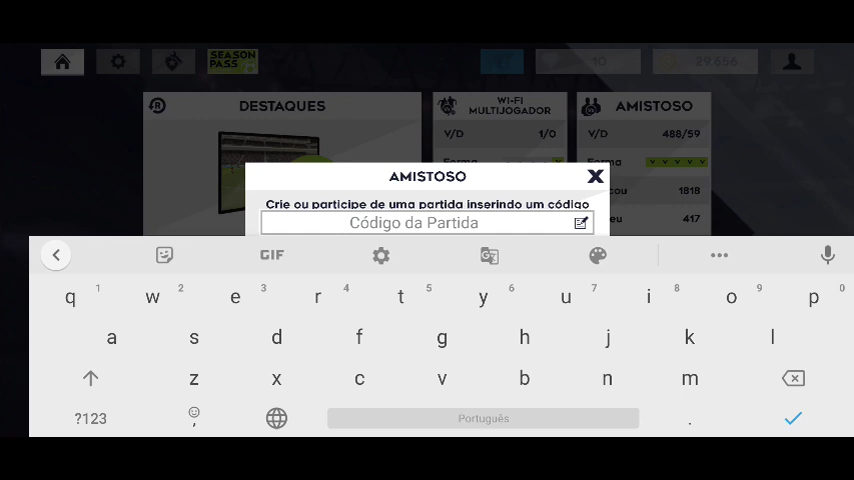 SEASON
PASS
10
29.656
DESTAQUES
WI-FI
MULTIJOGADOR
V/D 1/0
Forma
AMISTOSO
V/D 488/59
Forma
cou 1818
eu 417
AMISTOSO
X
Crie ou participe de uma partida inserindo um código
Código da Partida
GIF
q 1 w 2 e 3 r 4 t 5 y 6 u 7 i 8 o 9 p 0
a s d f g h j k l
z x c v b n m
?123 , Português .